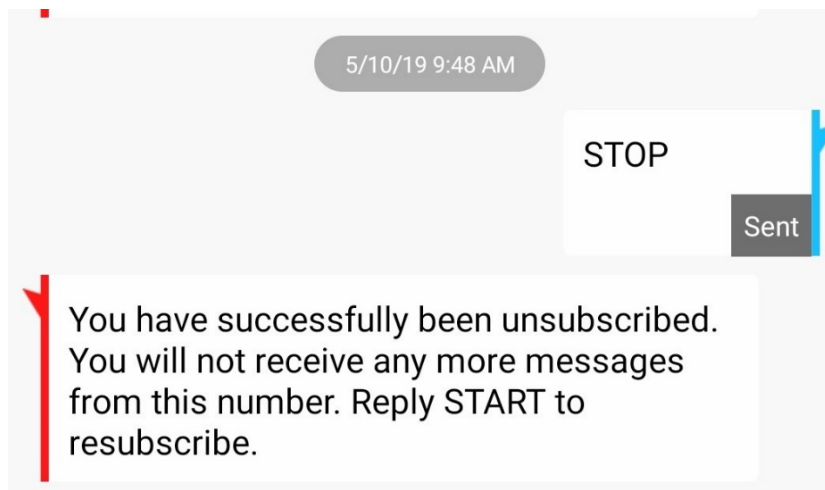 5/10/19 9:48 AM
STOP
Sent
You have successfully been unsubscribed.
You will not receive any more messages
from this number. Reply START to
resubscribe.